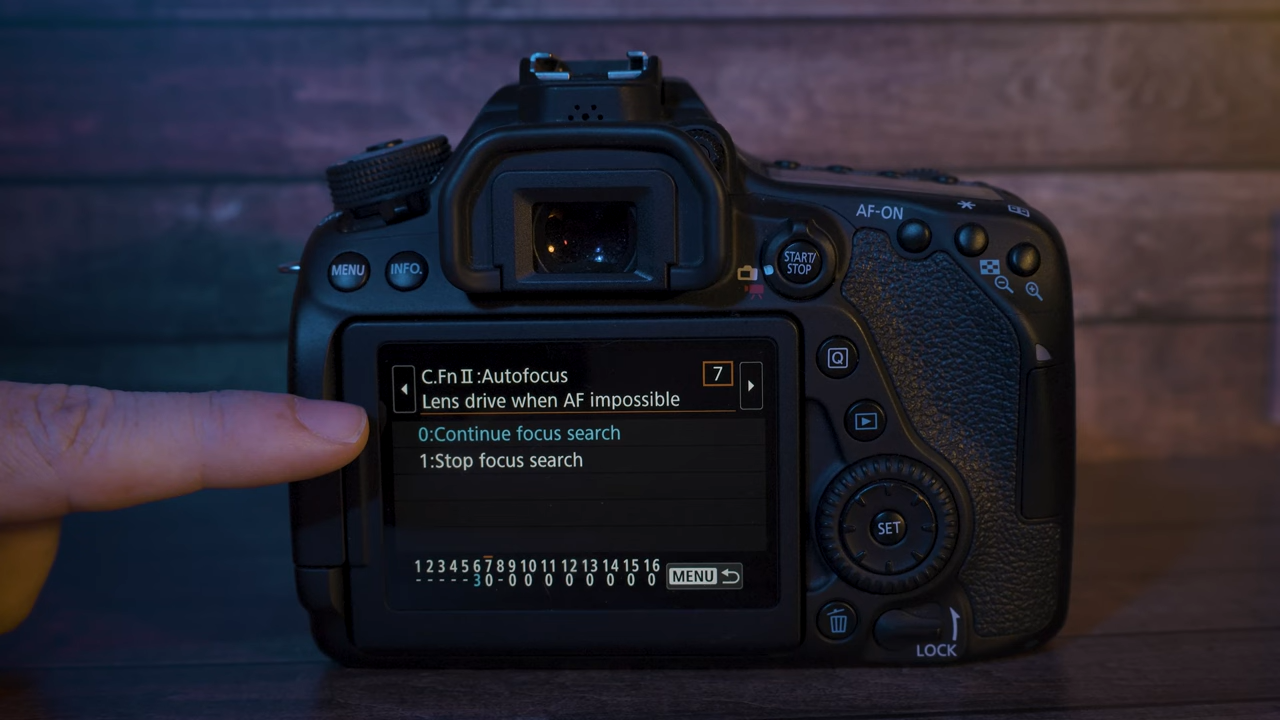 AF-ON
MENU
INFO.
START/
STOP
Q
C.Fn II :Autofocus
7
Lens drive when AF impossible
0:Continue focus search
1:Stop focus search
1 2 3 4 5 6 7 8 9 10 11 12 13 14 15 16
- - - - - 3 0 - 0 0 0 0 0 0 0 0
MENU
SET
LOCK